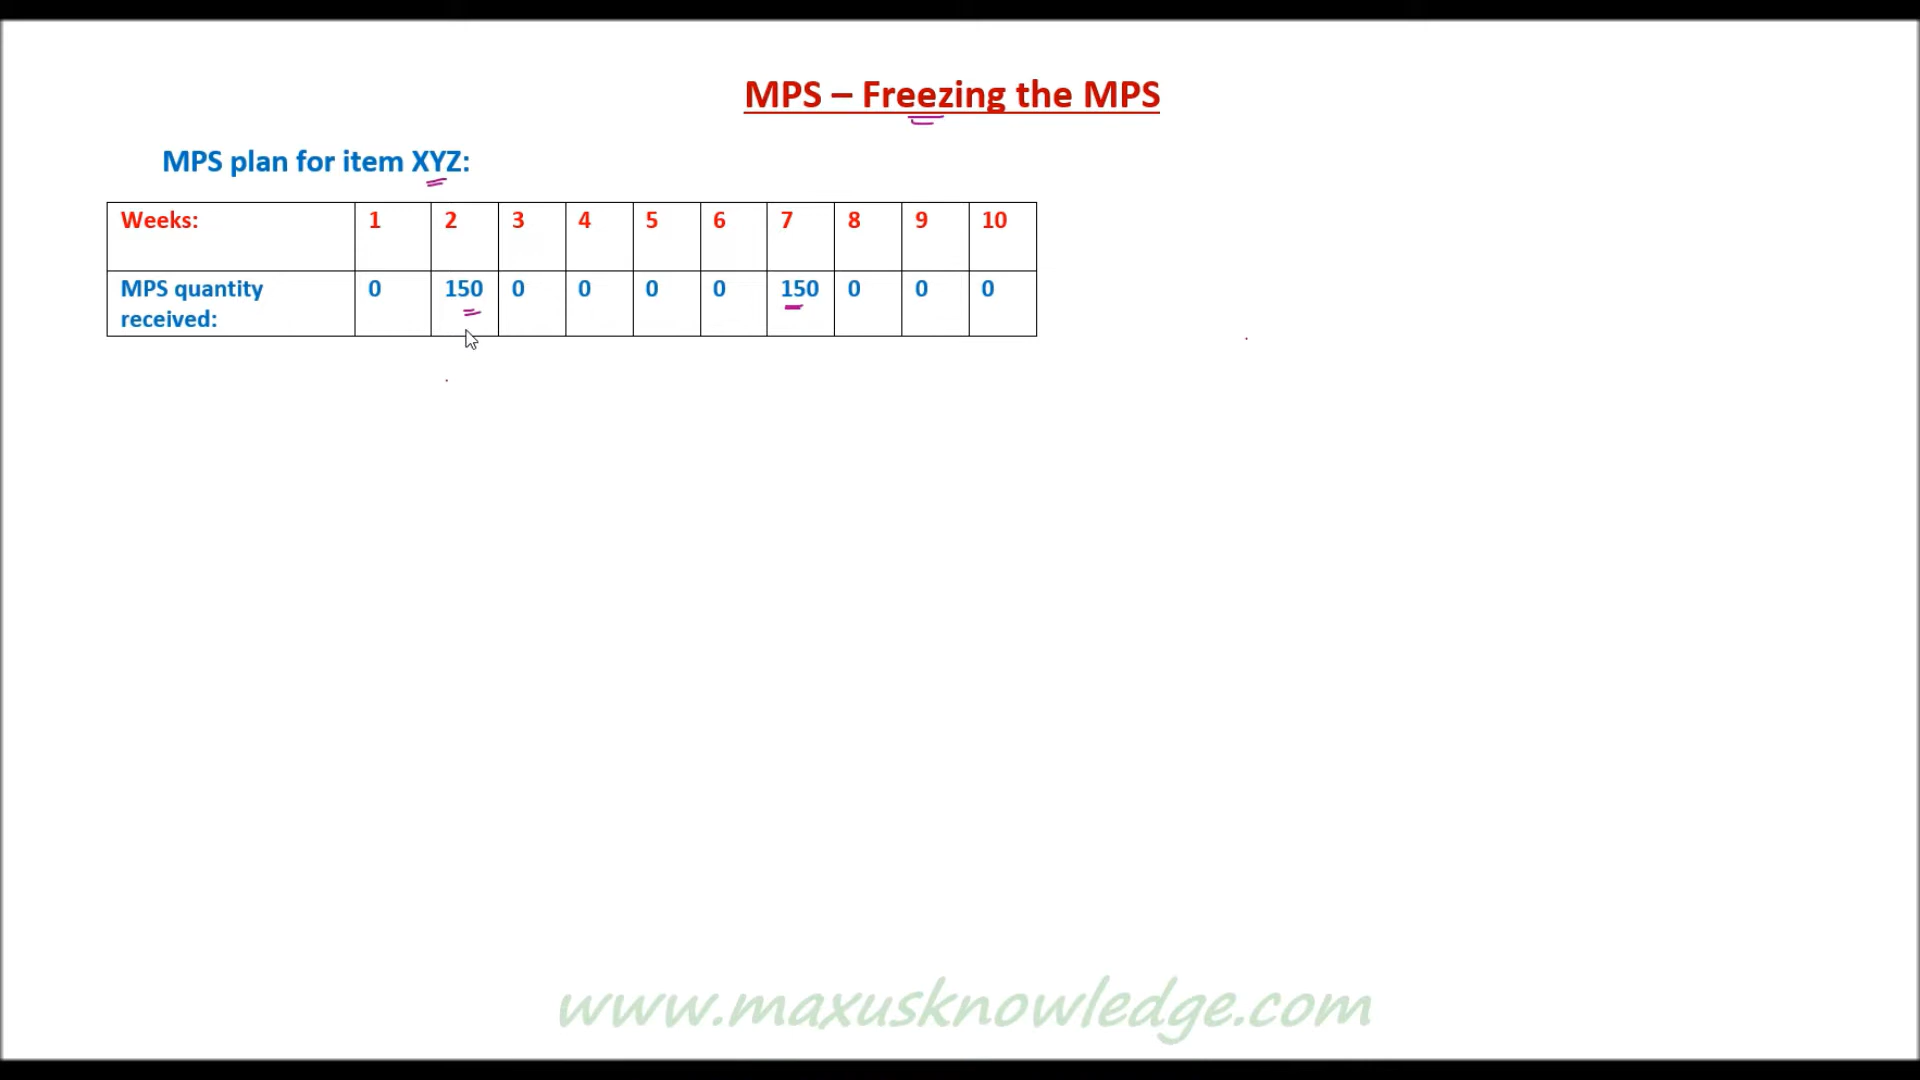 MPS – Freezing the MPS
MPS plan for item XYZ:
Weeks: 1 2 3 4 5 6 7 8 9 10
MPS quantity received: 0 150 0 0 0 0 150 0 0 0
www.maxusknowledge.com